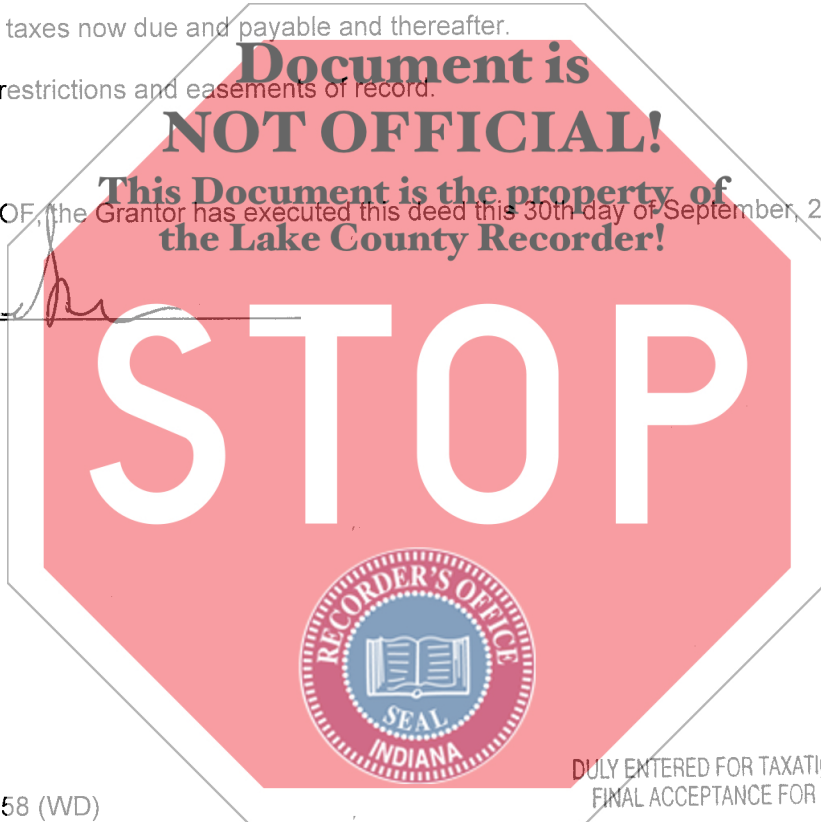 taxes now due and payable and thereafter.
Document is
restrictions and easements of record.
NOT OFFICIAL!
This Document is the property of
OF, the Grantor has executed this deed this 30th day of September, 2
the Lake County Recorder!
STOP
RECORDER'S OFFICE
SEAL
INDIANA
DULY ENTERED FOR TAXATI
FINAL ACCEPTANCE FOR
58 (WD)